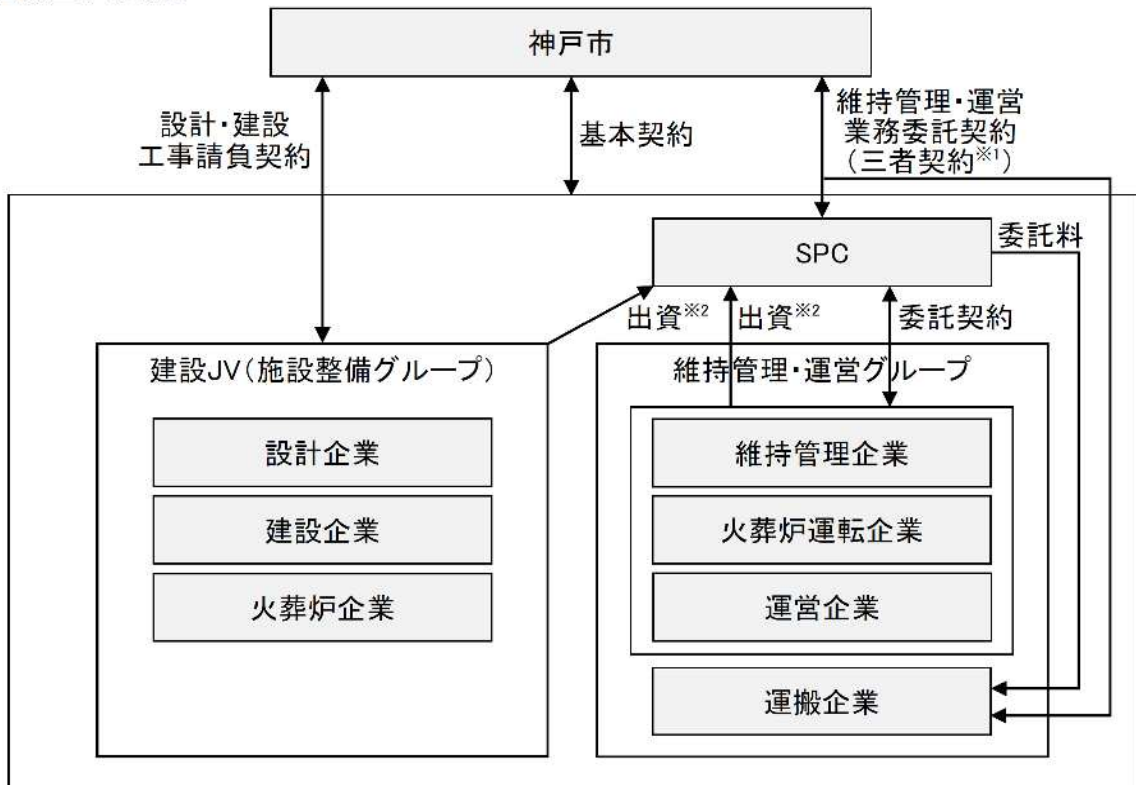 神戸市
設計・建設
工事請負契約
基本契約
維持管理・運営
業務委託契約
（三者契約※1）
SPC
委託料
出資※2
出資※2
委託契約
建設JV（施設整備グループ）
設計企業
建設企業
火葬炉企業
維持管理・運営グループ
維持管理企業
火葬炉運転企業
運営企業
運搬企業